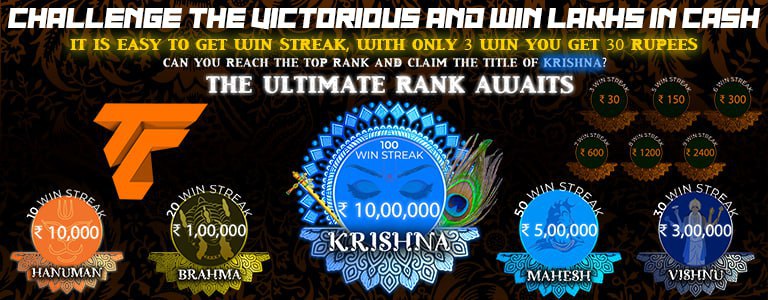 CHALLENGE THE VICTORIOUS AND WIN LAKHS IN CASH
IT IS EASY TO GET WIN STREAK, WITH ONLY 3 WIN YOU GET 30 RUPEES
CAN YOU REACH THE TOP RANK AND CLAIM THE TITLE OF KRISHNA?
THE ULTIMATE RANK AWAITS
3 WIN STREAK
₹ 30
5 WIN STREAK
₹ 150
6 WIN STREAK
₹ 300
WIN STREAK
₹ 600
WIN STREAK
₹ 1200
WIN STREAK
₹ 2400
10 WIN STREAK
₹ 10,000
HANUMAN
20 WIN STREAK
₹ 1,00,000
BRAHMA
100
WIN STREAK
₹ 10,00,000
KRISHNA
50 WIN STREAK
₹ 5,00,000
MAHESH
30 WIN STREAK
₹ 3,00,000
VISHNU